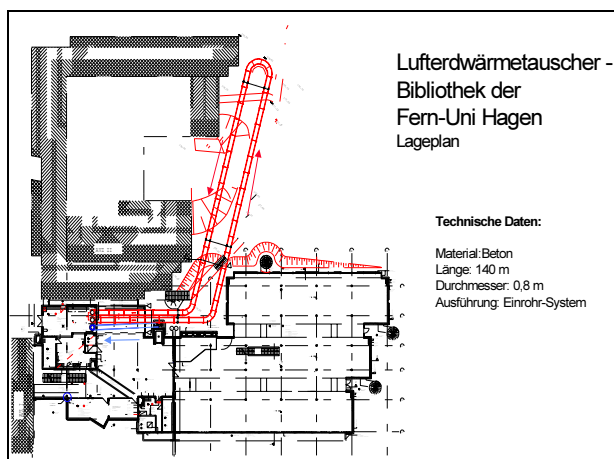 Lufterdwärmetauscher -
Bibliothek der
Fern-Uni Hagen
Lageplan
Technische Daten:
Material:Beton
Länge: 140 m
Durchmesser: 0,8 m
Ausführung: Einrohr-System